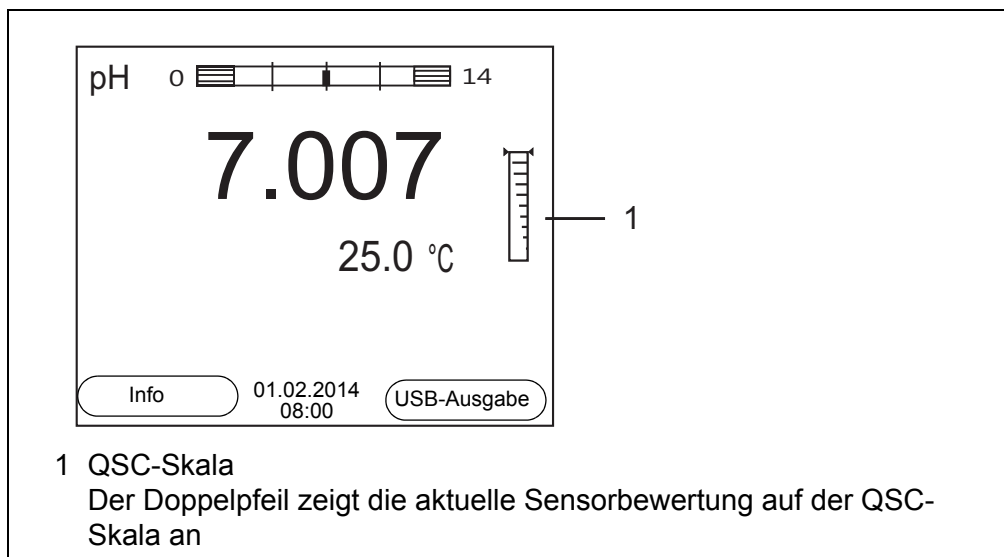 pH 0 14
7.007
25.0 °C
1
Info 01.02.2014 08:00 USB-Ausgabe
1 QSC-Skala
Der Doppelpfeil zeigt die aktuelle Sensorbewertung auf der QSC-
Skala an